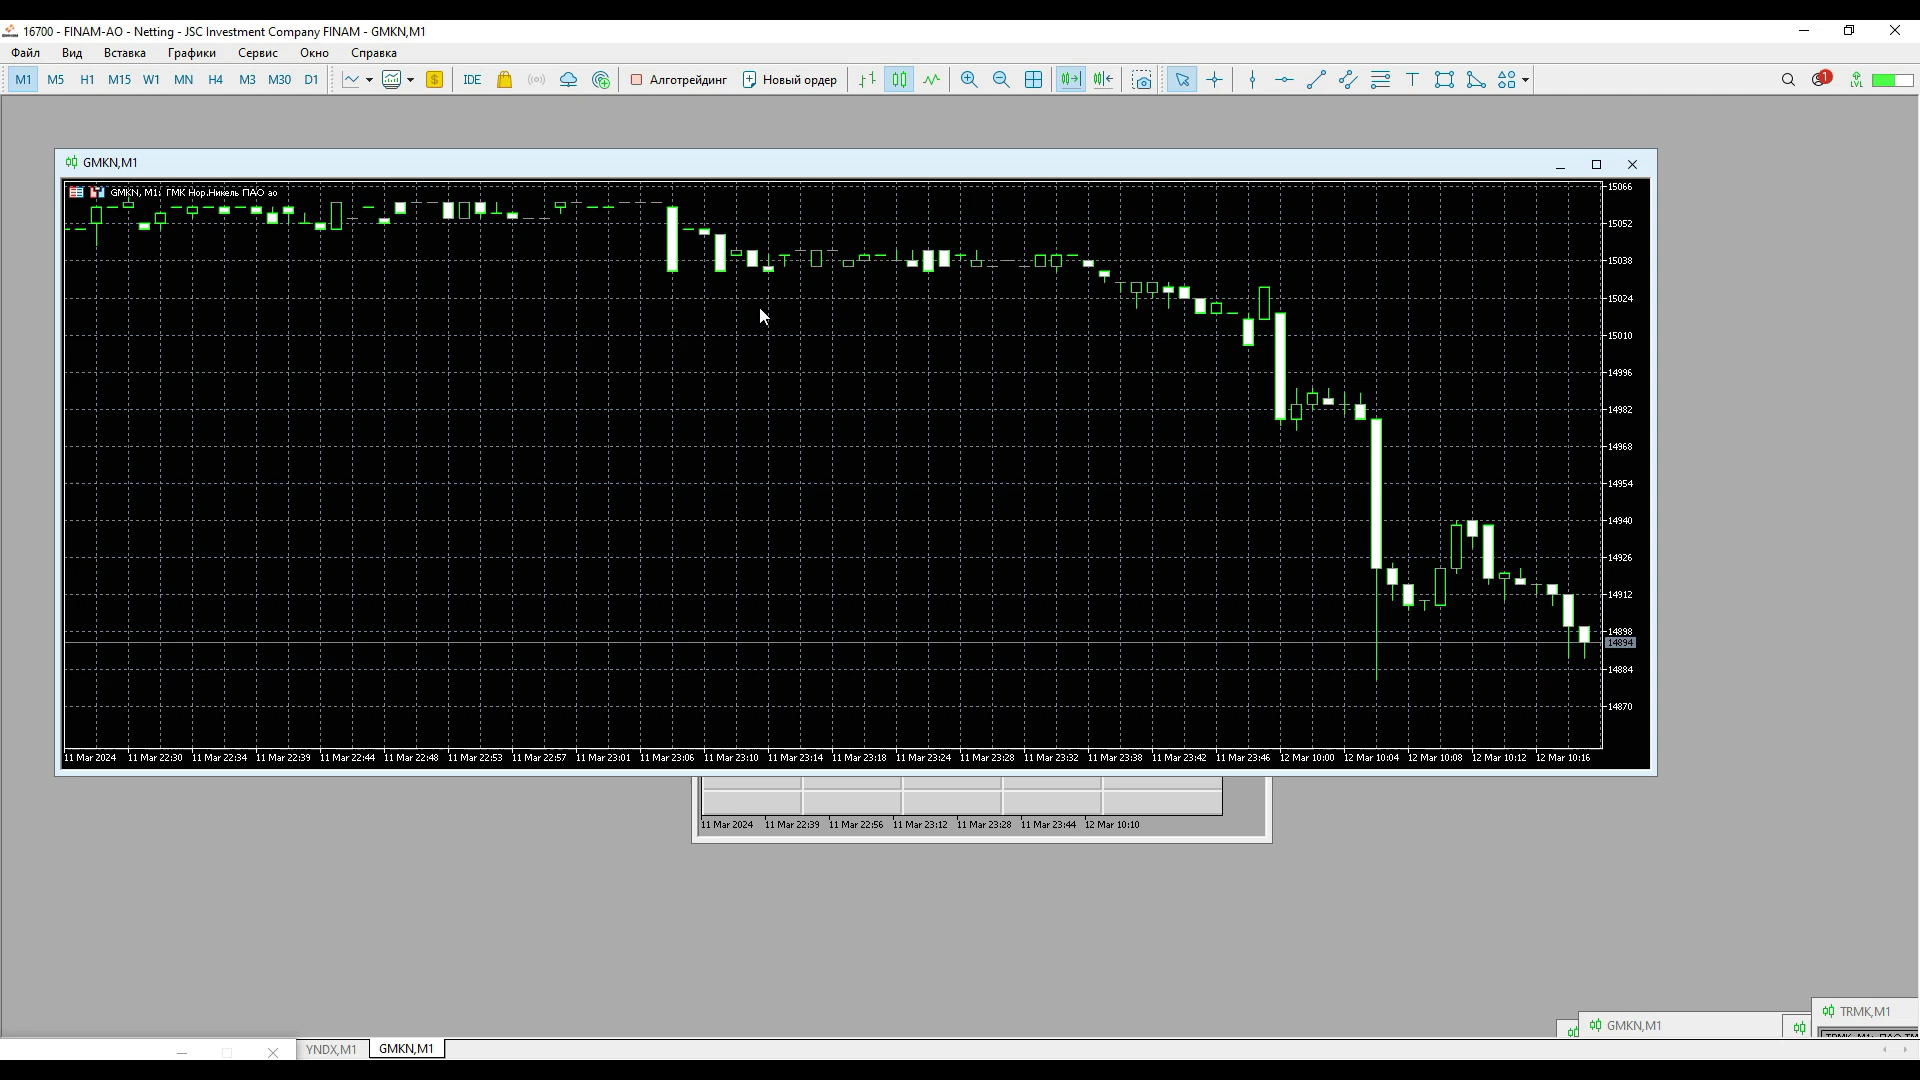 16700 - FINAM-AO - Netting - JSC Investment Company FINAM - GMKN,M1
Файл Вид Вставка Графики Сервис Окно Справка
M1 M5 H1 M15 W1 MN H4 M3 M30 D1 IDE Алготрейдинг Новый ордер 1 LVL
GMKN,M1
GMKN, M1: ГМК Нор.Никель ПАО ао
15066
15052
15038
15024
15010
14996
14982
14968
14954
14940
14926
14912
14898
14894
14884
14870
11 Mar 2024 11 Mar 22:30 11 Mar 22:34 11 Mar 22:39 11 Mar 22:44 11 Mar 22:48 11 Mar 22:53 11 Mar 22:57 11 Mar 23:01 11 Mar 23:06 11 Mar 23:10 11 Mar 23:14 11 Mar 23:18 11 Mar 23:24 11 Mar 23:28 11 Mar 23:32 11 Mar 23:38 11 Mar 23:42 11 Mar 23:46 12 Mar 10:00 12 Mar 10:04 12 Mar 10:08 12 Mar 10:12 12 Mar 10:16
11 Mar 2024 11 Mar 22:39 11 Mar 22:56 11 Mar 23:12 11 Mar 23:28 11 Mar 23:44 12 Mar 10:10
TRMK,M1
GMKN,M1
YNDX,M1 GMKN,M1